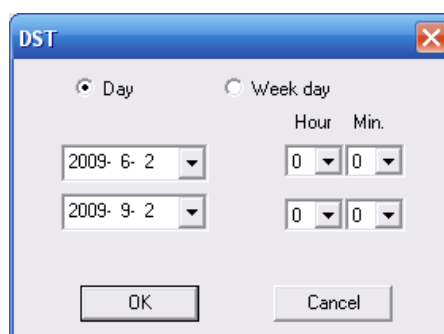 DST
Day Week day
Hour Min.
2009- 6- 2 0 0
2009- 9- 2 0 0
OK Cancel